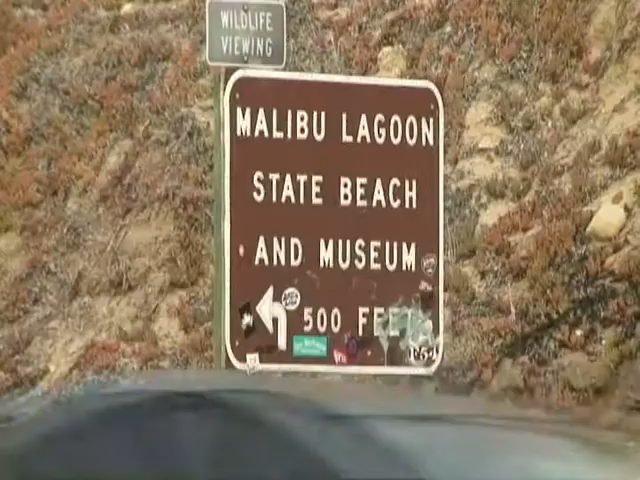 WILDLIFE
VIEWING
MALIBU LAGOON
STATE BEACH
AND MUSEUM
500 FEET